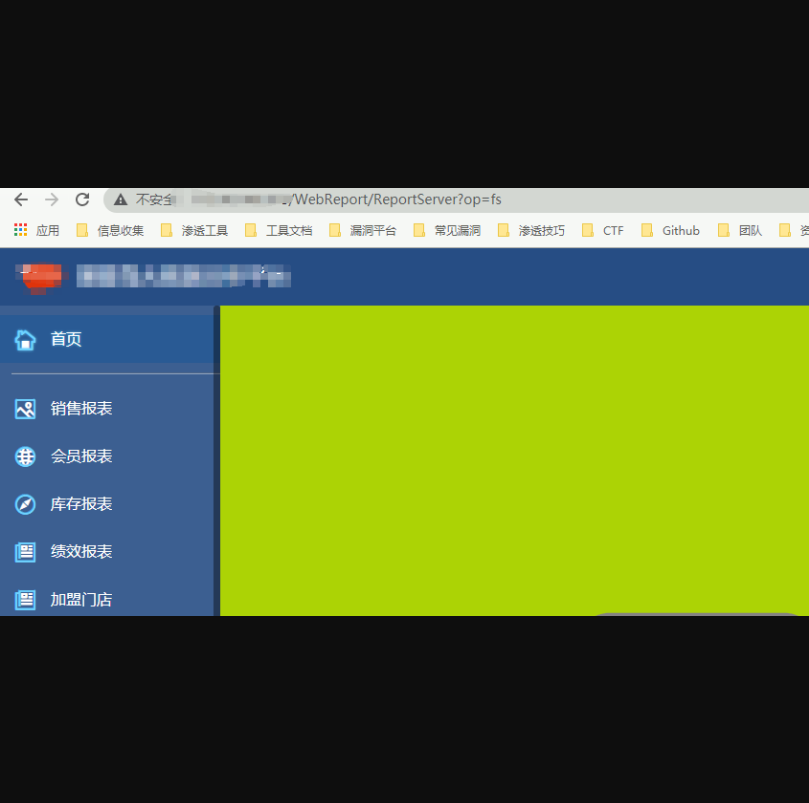 不安全 /WebReport/ReportServer?op=fs
应用 信息收集 渗透工具 工具文档 漏洞平台 常见漏洞 渗透技巧 CTF Github 团队
首页
销售报表
会员报表
库存报表
绩效报表
加盟门店